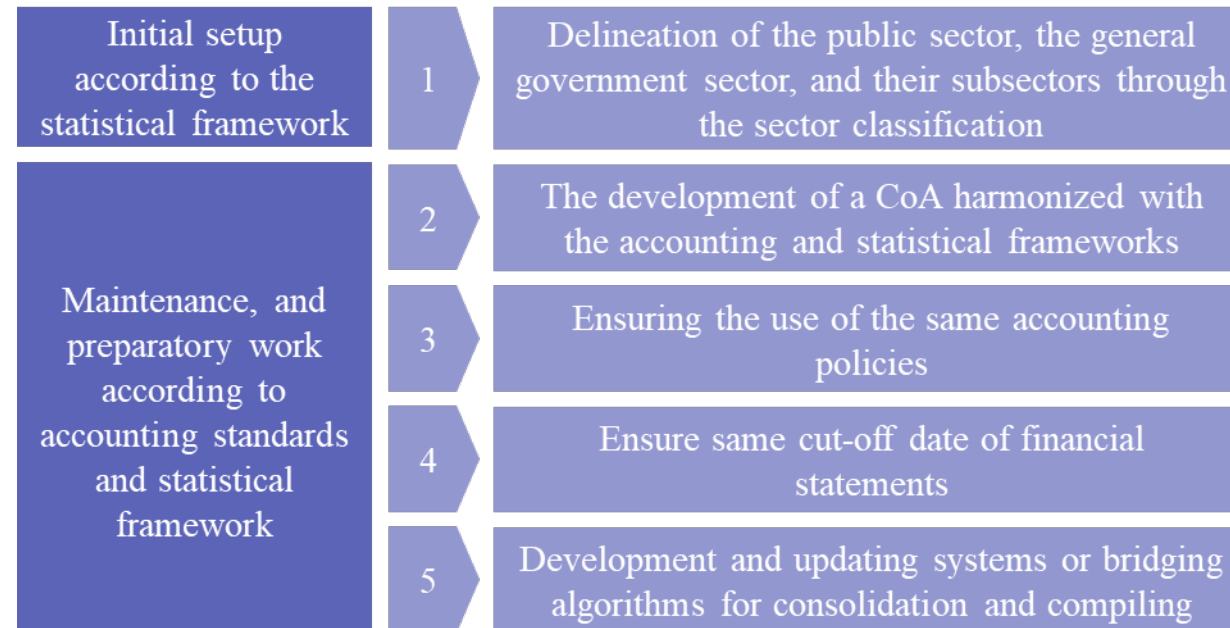 Initial setup
according to the
statistical framework
1
Delineation of the public sector, the general
government sector, and their subsectors through
the sector classification
Maintenance, and
preparatory work
according to
accounting standards
and statistical
framework
2
The development of a CoA harmonized with
the accounting and statistical frameworks
3
Ensuring the use of the same accounting
policies
4
Ensure same cut-off date of financial
statements
5
Development and updating systems or bridging
algorithms for consolidation and compiling